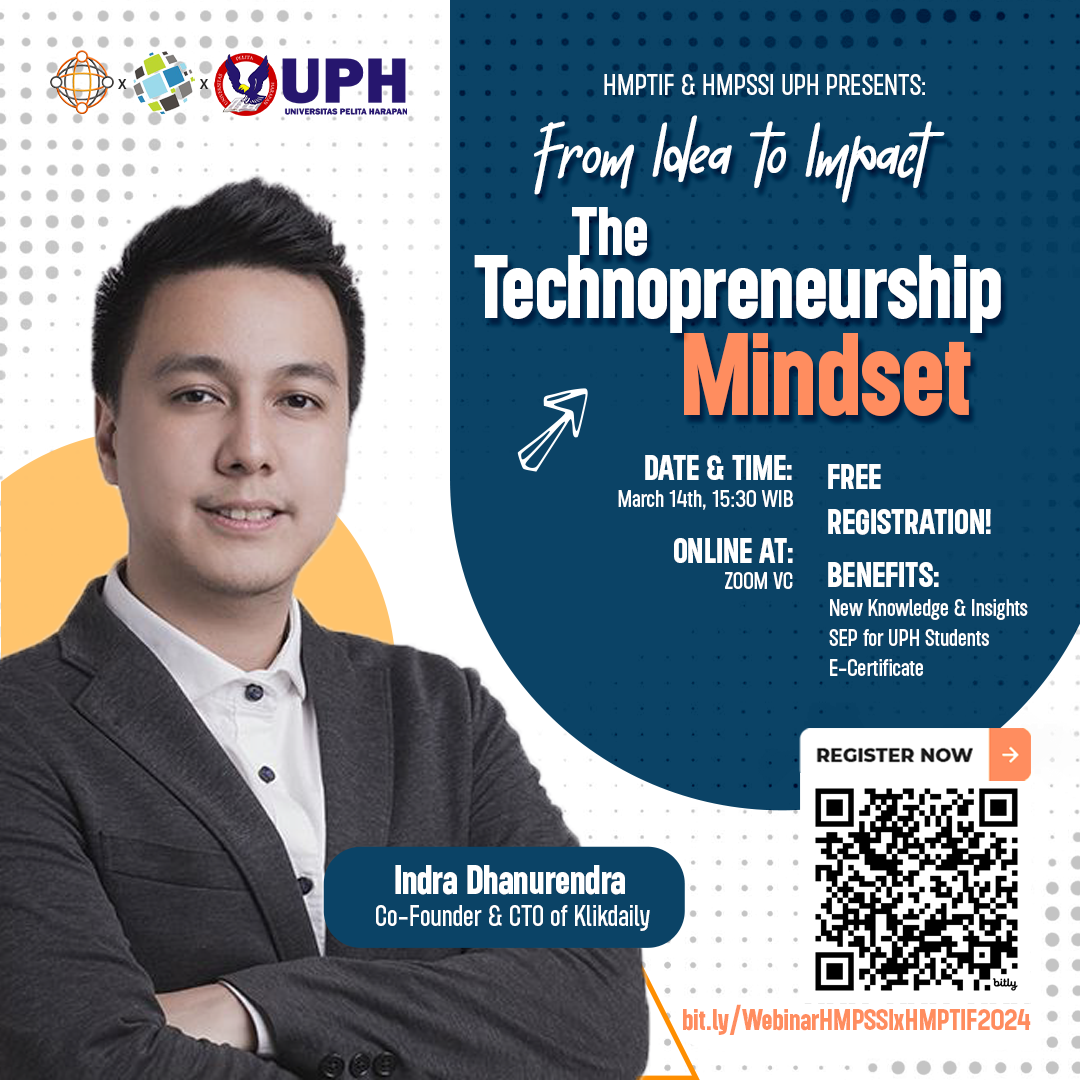 x
x
UPH
UNIVERSITAS PELITA HARAPAN
HMPTIF & HMPSSI UPH PRESENTS:
From Idea to Impact
The
Technopreneurship
Mindset
DATE & TIME:
March 14th, 15:30 WIB
ONLINE AT:
ZOOM VC
FREE
REGISTRATION!
BENEFITS:
New Knowledge & Insights
SEP for UPH Students
E-Certificate
REGISTER NOW
bitly
Indra Dhanurendra
Co-Founder & CTO of Klikdaily
bit.ly/WebinarHMPSSIxHMPTIF2024